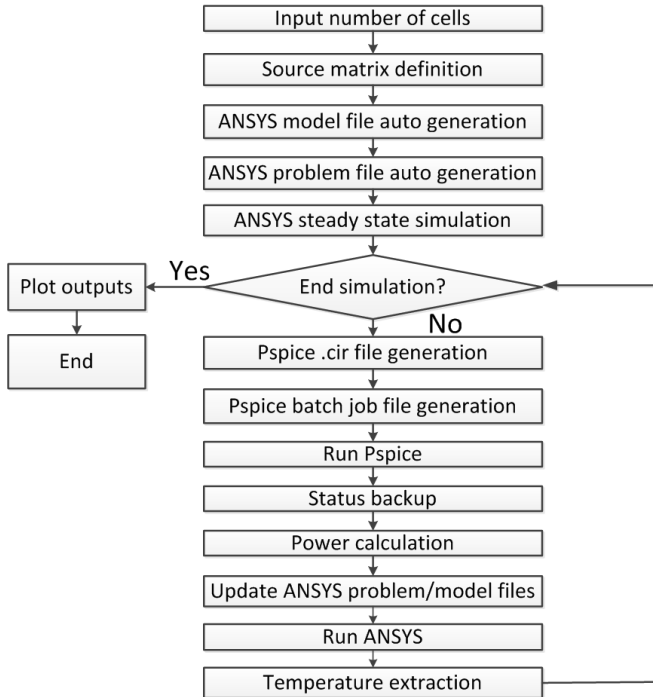 Input number of cells
Source matrix definition
ANSYS model file auto generation
ANSYS problem file auto generation
ANSYS steady state simulation
End simulation?
Yes
Plot outputs
End
No
Pspice .cir file generation
Pspice batch job file generation
Run Pspice
Status backup
Power calculation
Update ANSYS problem/model files
Run ANSYS
Temperature extraction